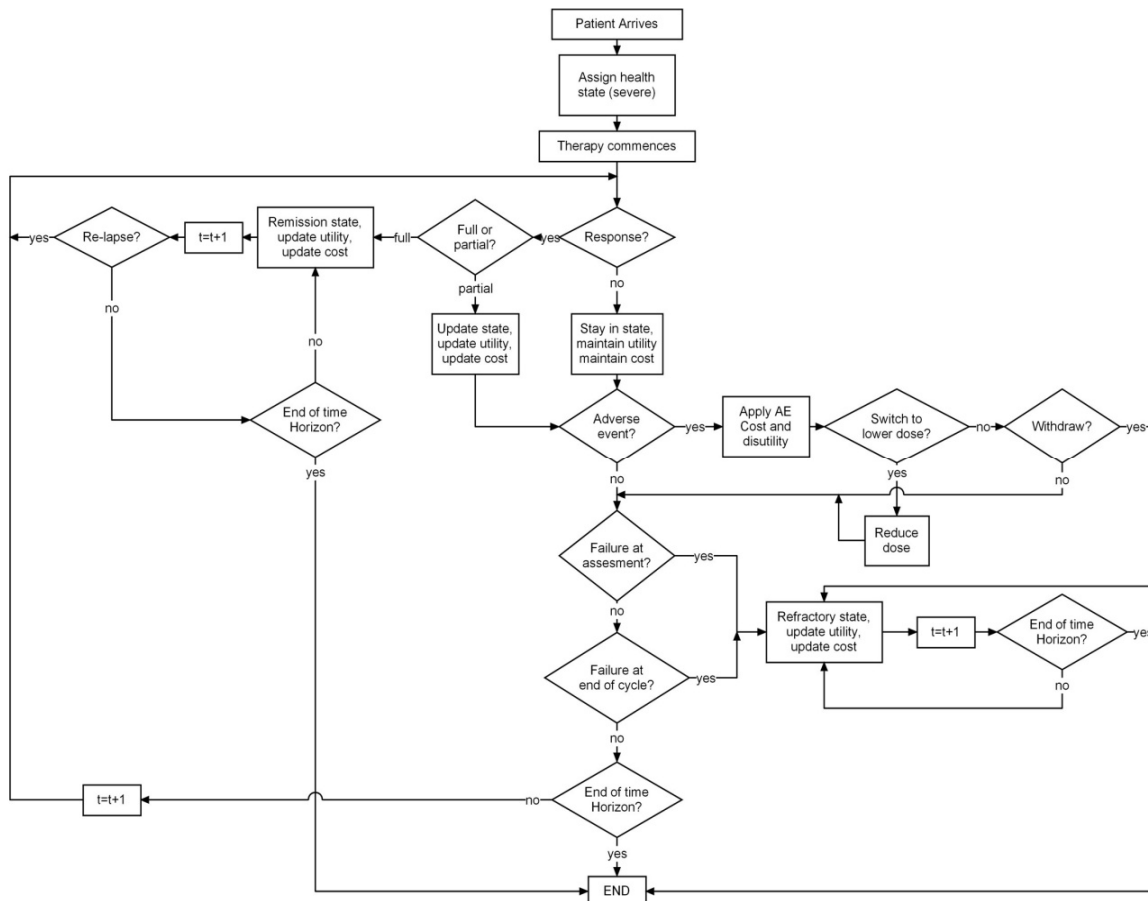 Patient Arrives
Assign health
state (severe)
Therapy commences
Response?
yes
Full or
partial?
full
Remission state,
update utility,
update cost
t=t+1
Re-lapse?
yes
no
no
End of time
Horizon?
yes
partial
Update state,
update utility,
update cost
no
Stay in state,
maintain utility
maintain cost
Adverse
event?
yes
Apply AE
Cost and
disutility
Switch to
lower dose?
no
Withdraw?
yes
yes
no
Reduce
dose
no
Failure at
assesment?
yes
no
Failure at
end of cycle?
yes
Refractory state,
update utility,
update cost
t=t+1
End of time
Horizon?
yes
no
no
End of time
Horizon?
no
t=t+1
yes
END